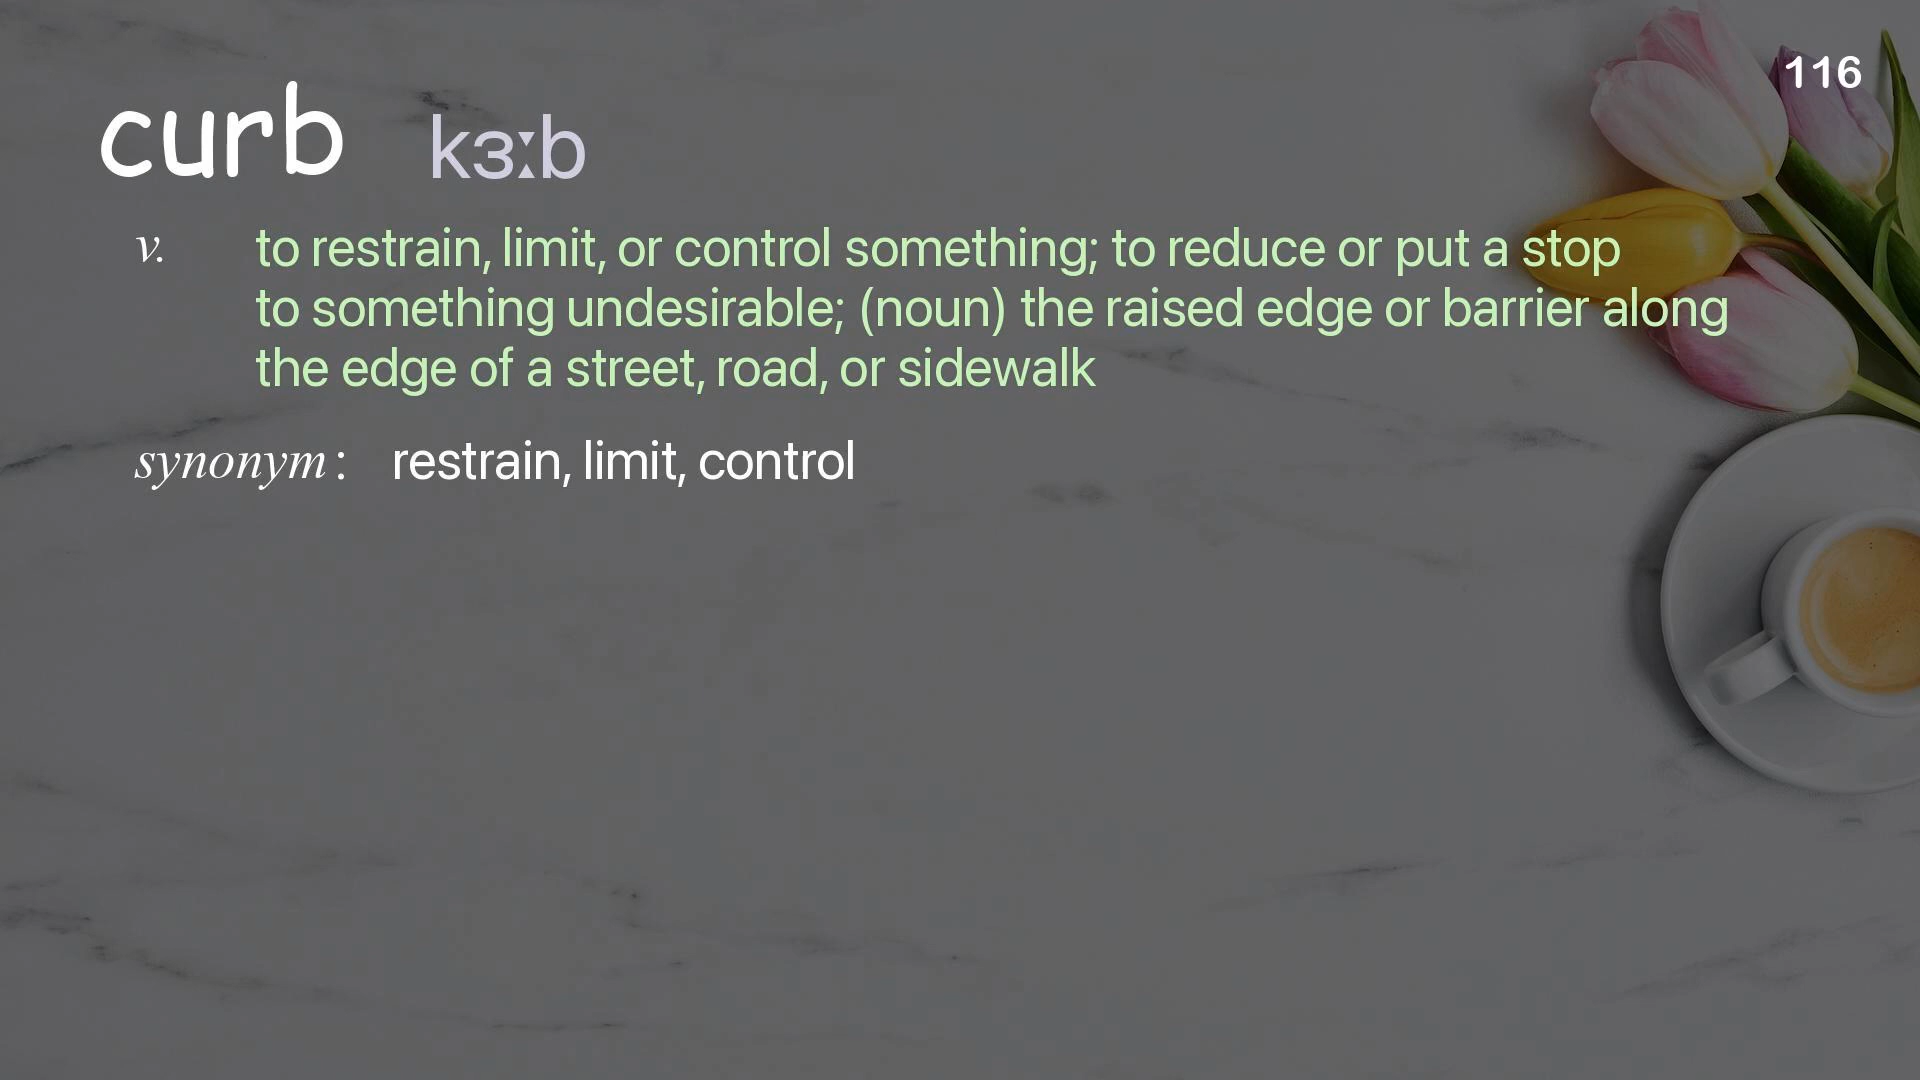 116
curb kɜːb
v. to restrain, limit, or control something; to reduce or put a stop
to something undesirable; (noun) the raised edge or barrier along
the edge of a street, road, or sidewalk
synonym : restrain, limit, control